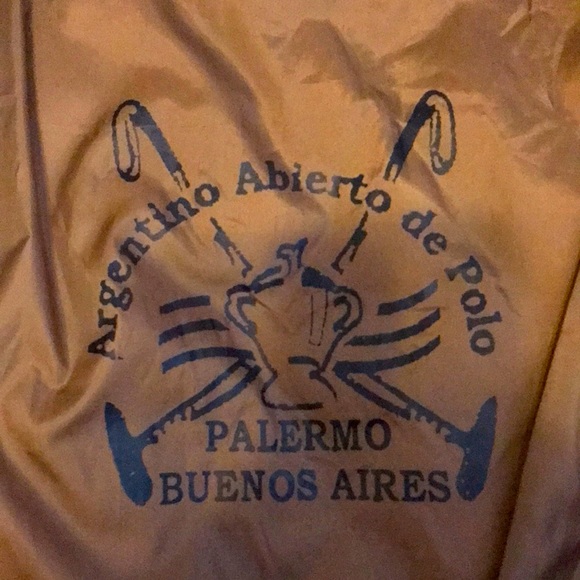 Argentino Abierto de Polo
PALERMO
BUENOS AIRES